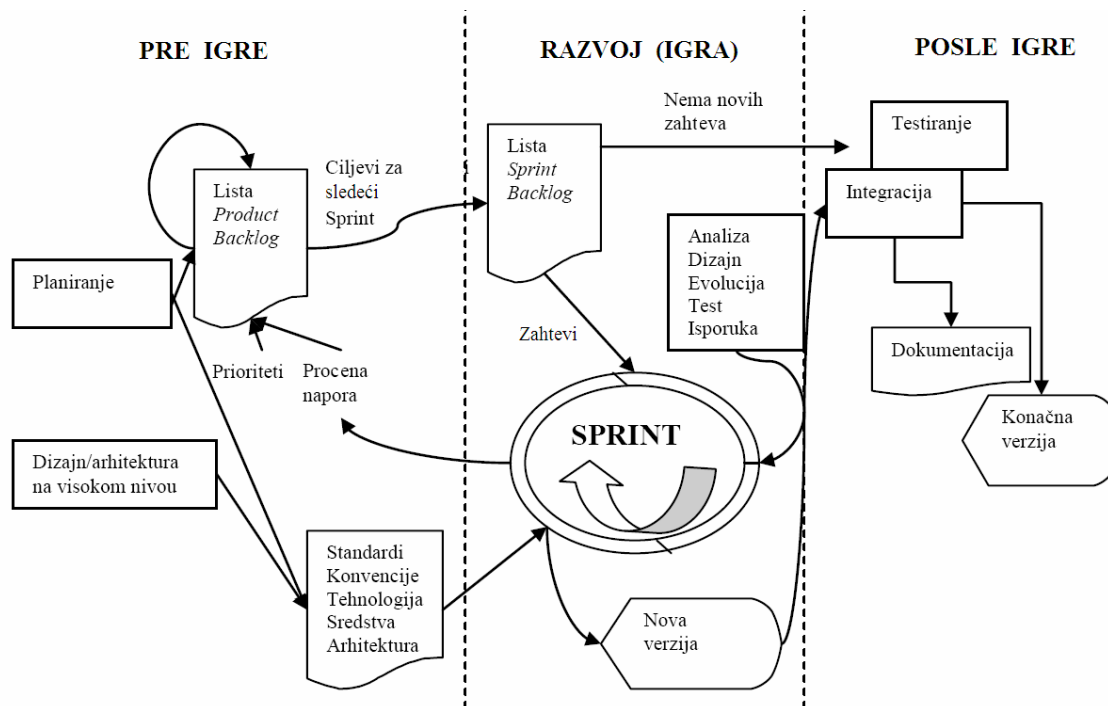 PRE IGRE
RAZVOJ (IGRA)
POSLE IGRE
Lista
Product
Backlog
Ciljevi za
sledeći
Sprint
Planiranje
Prioriteti
Procena
napora
Dizajn/arhitektura
na visokom nivou
Standardi
Konvencije
Tehnologija
Sredstva
Arhitektura
Lista
Sprint
Backlog
Nema novih
zahteva
Zahtevi
Analiza
Dizajn
Evolucija
Test
Isporuka
SPRINT
Nova
verzija
Testiranje
Integracija
Dokumentacija
Konačna
verzija